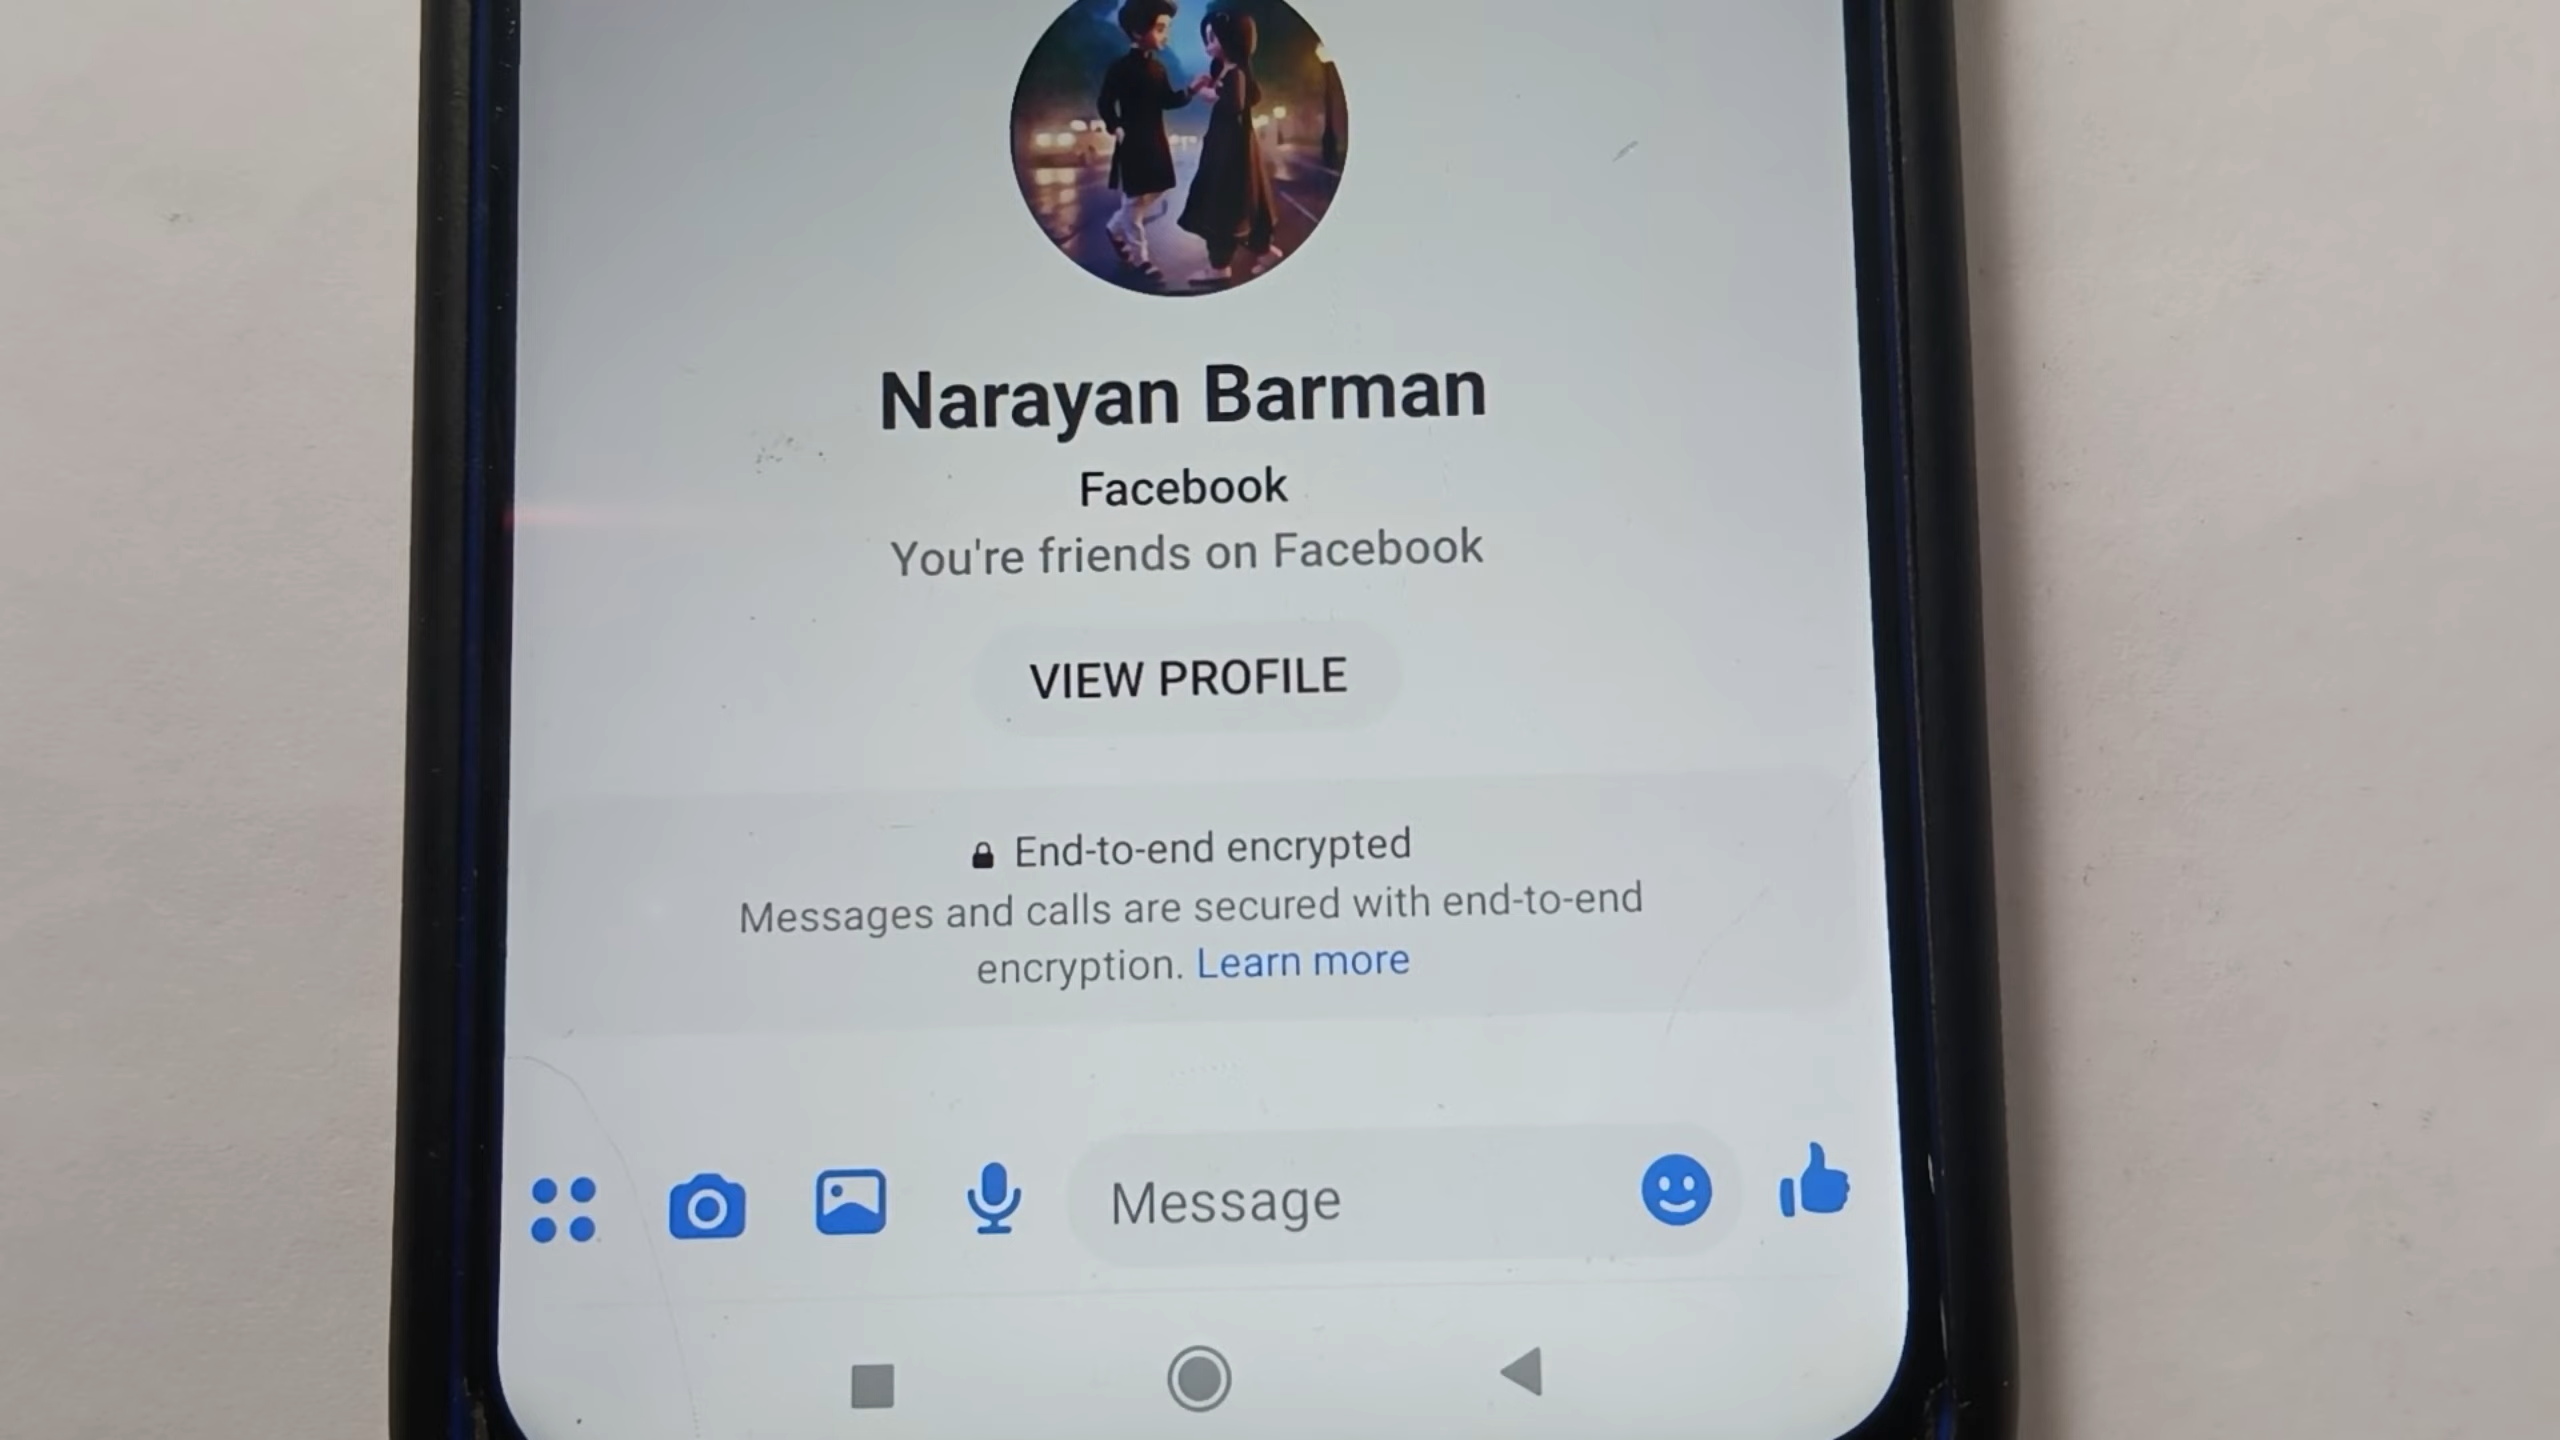 Narayan Barman
Facebook
You're friends on Facebook
VIEW PROFILE
End-to-end encrypted
Messages and calls are secured with end-to-end
encryption. Learn more
Message